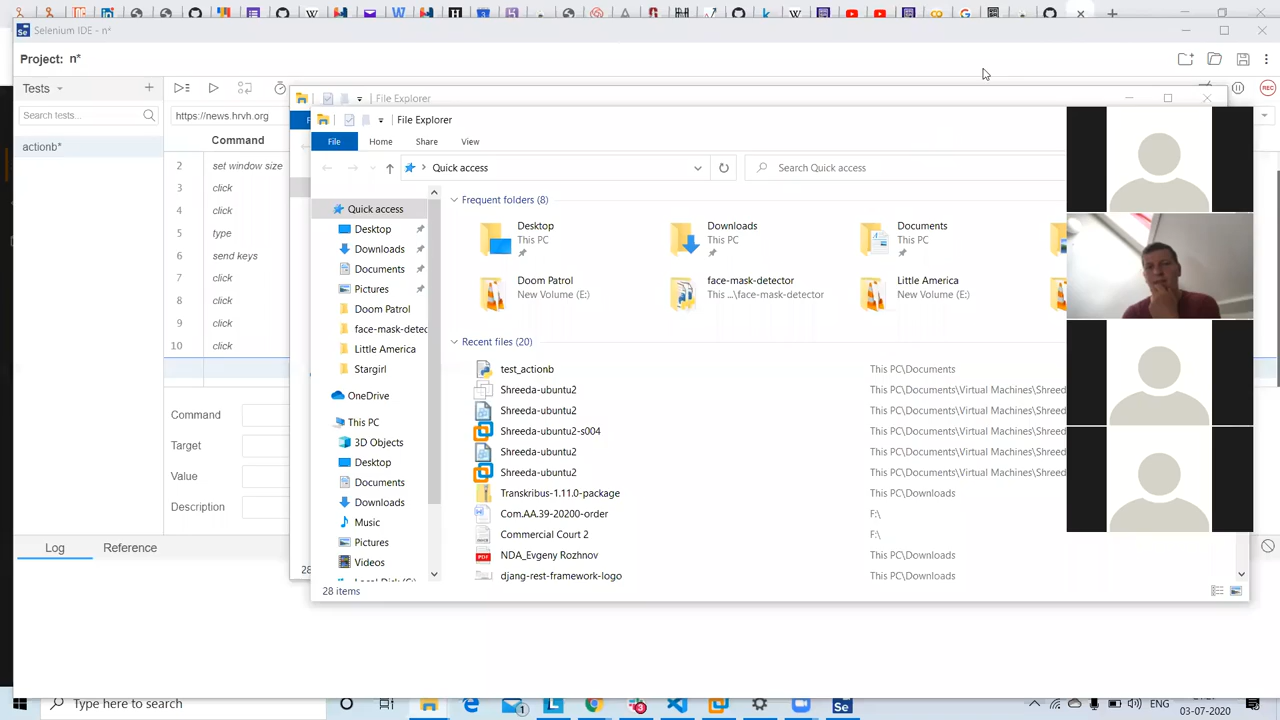 Selenium IDE - n*
Project: n*
Tests
Search tests...
actionb*
https://news.hrvh.org
Command
2 set window size
3 click
4 click
5 type
6 send keys
7 click
8 click
9 click
10 click
Command
Target
Value
Description
Log
Reference
REC
File Explorer
File Explorer
File
Home
Share
View
Quick access
Search Quick access
Quick access
Desktop
Downloads
Documents
Pictures
Doom Patrol
face-mask-detec
Little America
Stargirl
OneDrive
This PC
3D Objects
Desktop
Documents
Downloads
Music
Pictures
Videos
Frequent folders (8)
Desktop
This PC
Downloads
This PC
Documents
This PC
Doom Patrol
New Volume (E:)
face-mask-detector
This ...\face-mask-detector
Little America
New Volume (E:)
Recent files (20)
test_actionb This PC\Documents
Shreeda-ubuntu2 This PC\Documents\Virtual Machines\Shreed
Shreeda-ubuntu2 This PC\Documents\Virtual Machines\Shreed
Shreeda-ubuntu2-s004 This PC\Documents\Virtual Machines\Shreed
Shreeda-ubuntu2 This PC\Documents\Virtual Machines\Shreed
Shreeda-ubuntu2 This PC\Documents\Virtual Machines\Shreed
Transkribus-1.11.0-package This PC\Downloads
Com.AA.39-20200-order F:\
Commercial Court 2 F:\
NDA_Evgeny Rozhnov This PC\Downloads
djang-rest-framework-logo This PC\Downloads
28 items
28
Type here to search
ENG
03-07-2020